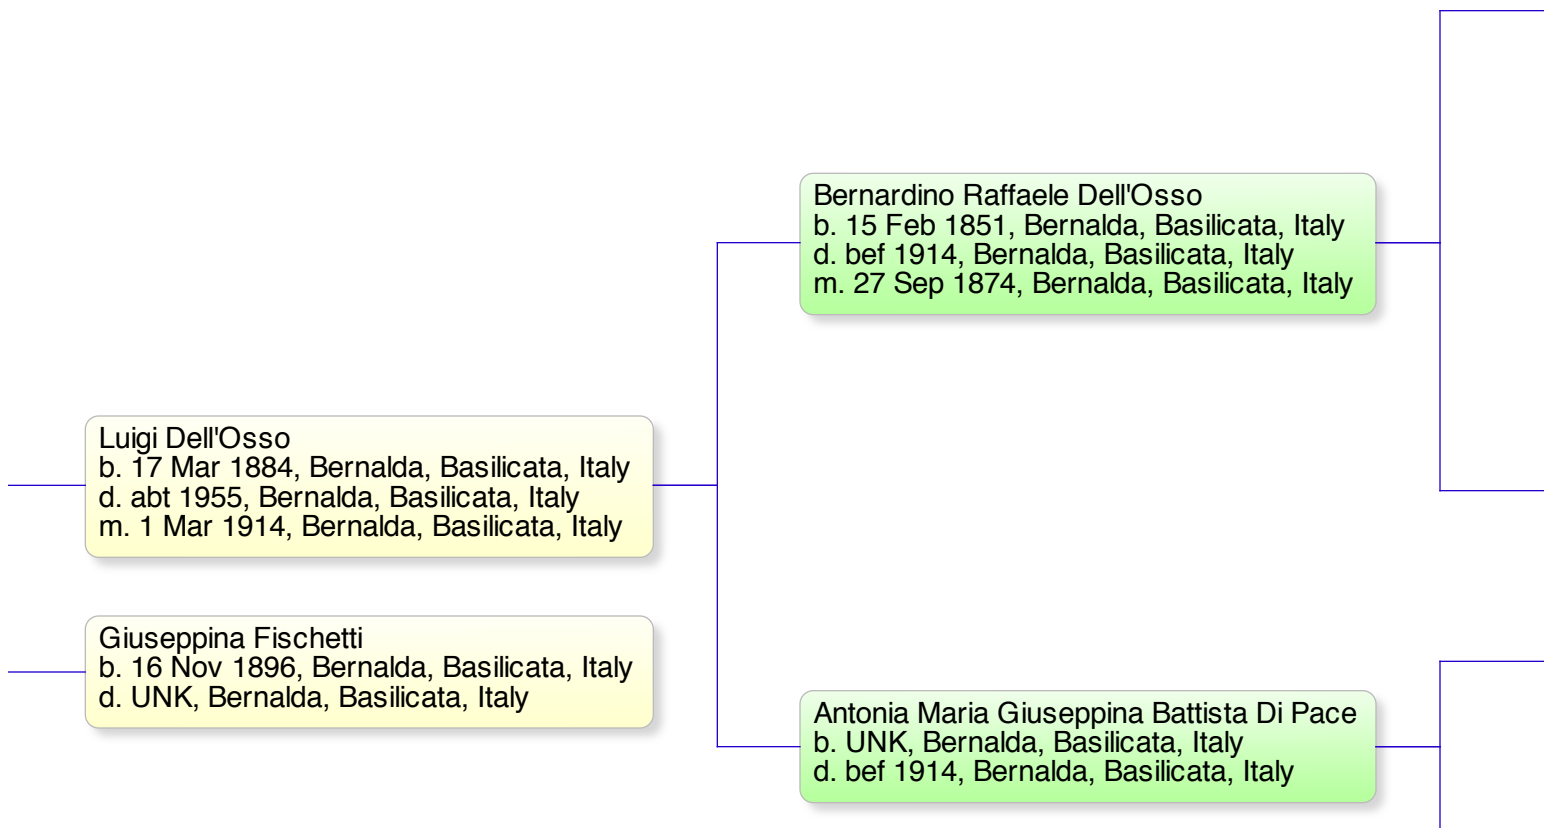 Bernardino Raffaele Dell'Osso
b. 15 Feb 1851, Bernalda, Basilicata, Italy
d. bef 1914, Bernalda, Basilicata, Italy
m. 27 Sep 1874, Bernalda, Basilicata, Italy
Luigi Dell'Osso
b. 17 Mar 1884, Bernalda, Basilicata, Italy
d. abt 1955, Bernalda, Basilicata, Italy
m. 1 Mar 1914, Bernalda, Basilicata, Italy
Giuseppina Fischetti
b. 16 Nov 1896, Bernalda, Basilicata, Italy
d. UNK, Bernalda, Basilicata, Italy
Antonia Maria Giuseppina Battista Di Pace
b. UNK, Bernalda, Basilicata, Italy
d. bef 1914, Bernalda, Basilicata, Italy